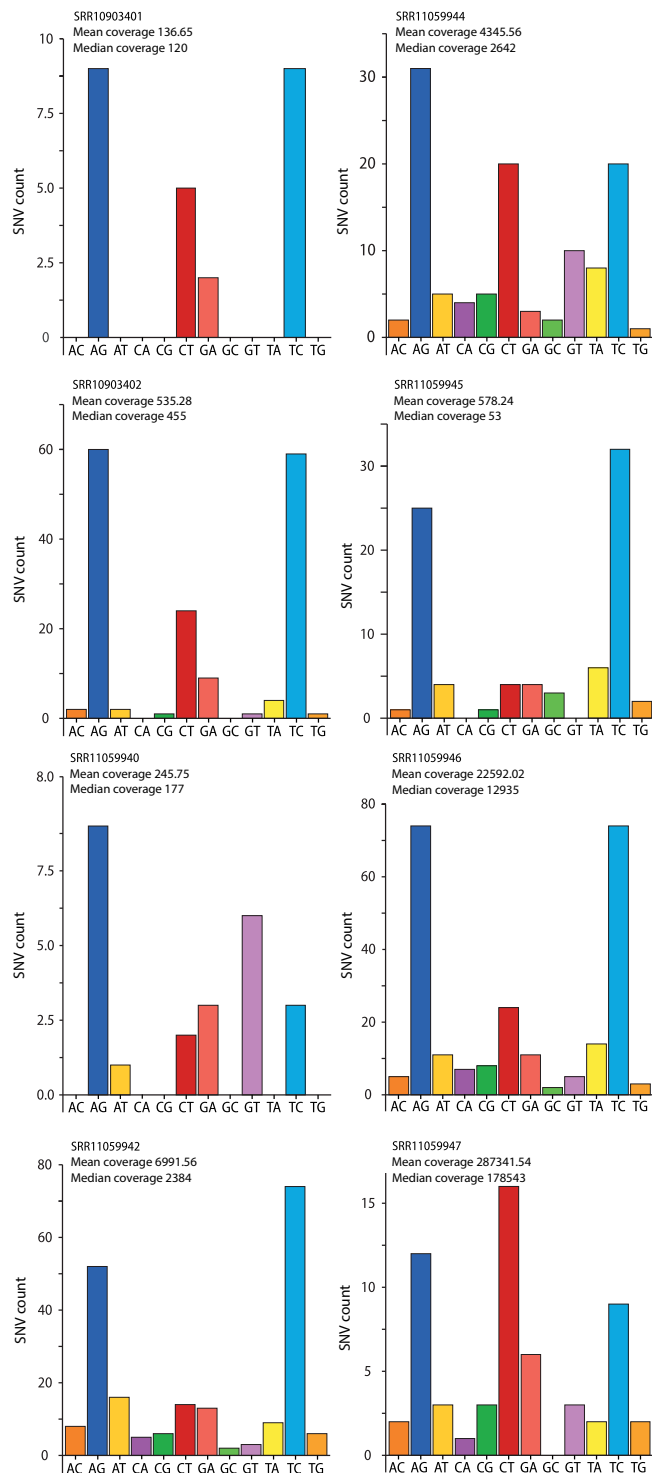 SRR10903401
Mean coverage 136.65
Median coverage 120
10
7.5
5.0
2.5
0
SNV count
AC AG AT CA CG CT GA GC GT TA TC TG
SRR11059944
Mean coverage 4345.56
Median coverage 2642
30
20
10
0
SNV count
AC AG AT CA CG CT GA GC GT TA TC TG
SRR10903402
Mean coverage 535.28
Median coverage 455
60
40
20
0
SNV count
AC AG AT CA CG CT GA GC GT TA TC TG
SRR11059945
Mean coverage 578.24
Median coverage 53
30
20
10
0
SNV count
AC AG AT CA CG CT GA GC GT TA TC TG
SRR11059940
Mean coverage 245.75
Median coverage 177
8.0
7.5
5.0
2.5
0.0
SNV count
AC AG AT CA CG CT GA GC GT TA TC TG
SRR11059946
Mean coverage 22592.02
Median coverage 12935
80
60
40
20
0
SNV count
AC AG AT CA CG CT GA GC GT TA TC TG
SRR11059942
Mean coverage 6991.56
Median coverage 2384
80
60
40
20
0
SNV count
AC AG AT CA CG CT GA GC GT TA TC TG
SRR11059947
Mean coverage 287341.54
Median coverage 178543
15
10
5
0
SNV count
AC AG AT CA CG CT GA GC GT TA TC TG